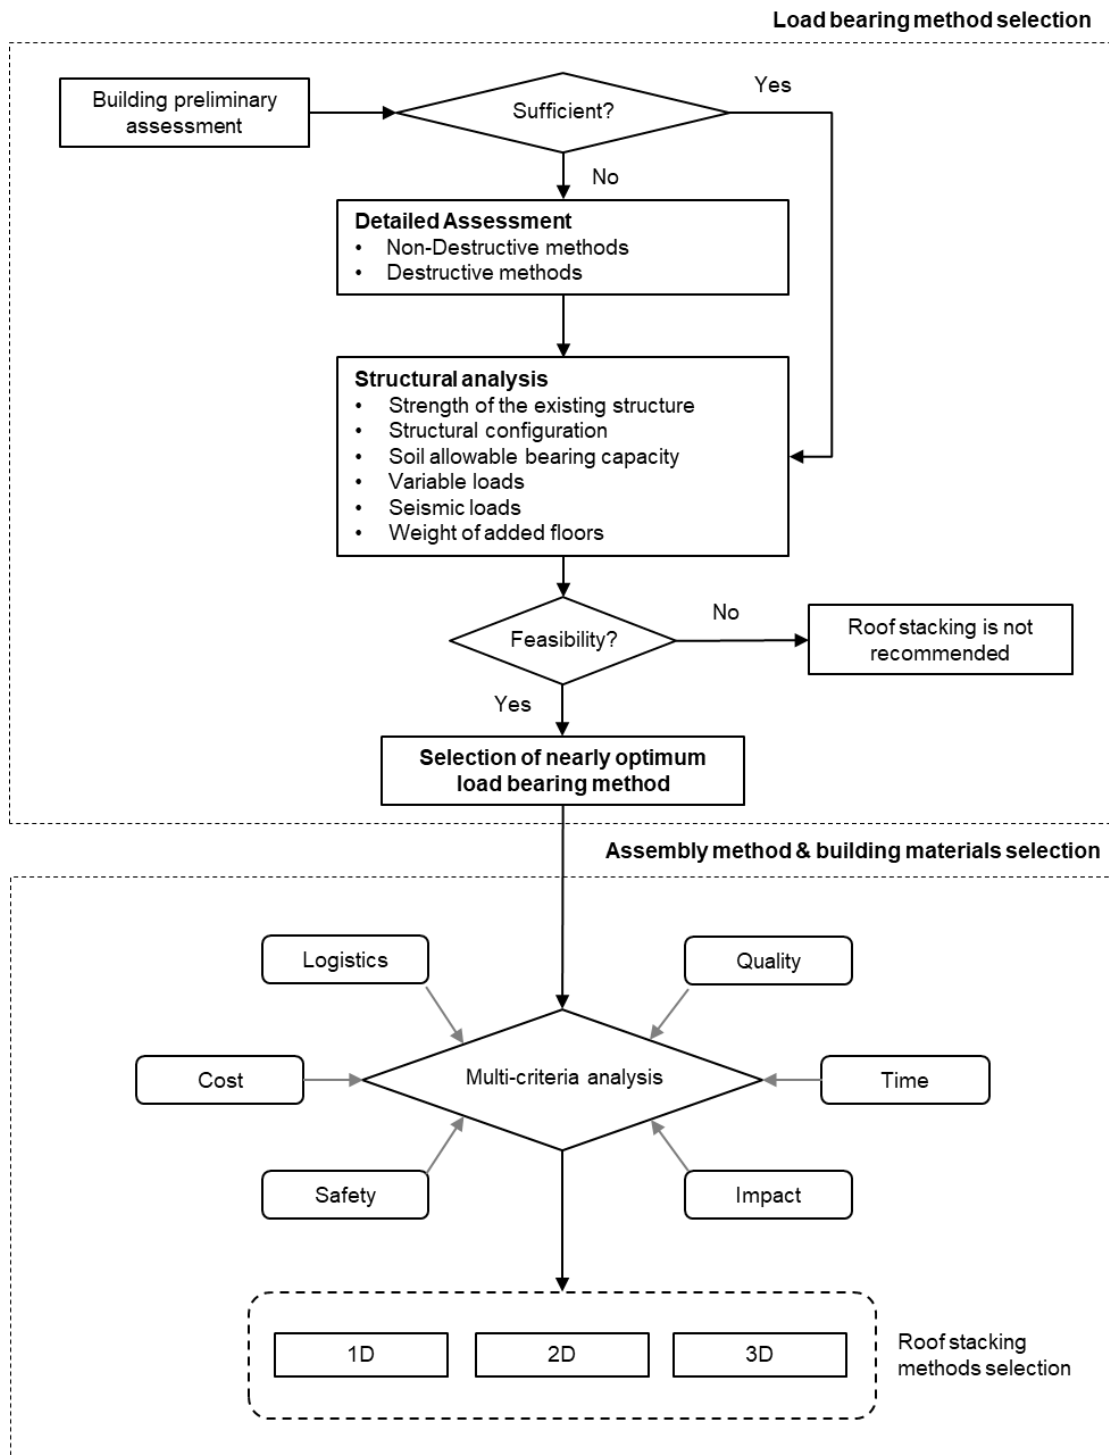 Load bearing method selection
Building preliminary
assessment
Sufficient?
Yes
No
Detailed Assessment
• Non-Destructive methods
• Destructive methods
Structural analysis
• Strength of the existing structure
• Structural configuration
• Soil allowable bearing capacity
• Variable loads
• Seismic loads
• Weight of added floors
Feasibility?
No
Roof stacking is not
recommended
Yes
Selection of nearly optimum
load bearing method
Assembly method & building materials selection
Logistics
Quality
Cost
Multi-criteria analysis
Time
Safety
Impact
1D
2D
3D
Roof stacking
methods selection